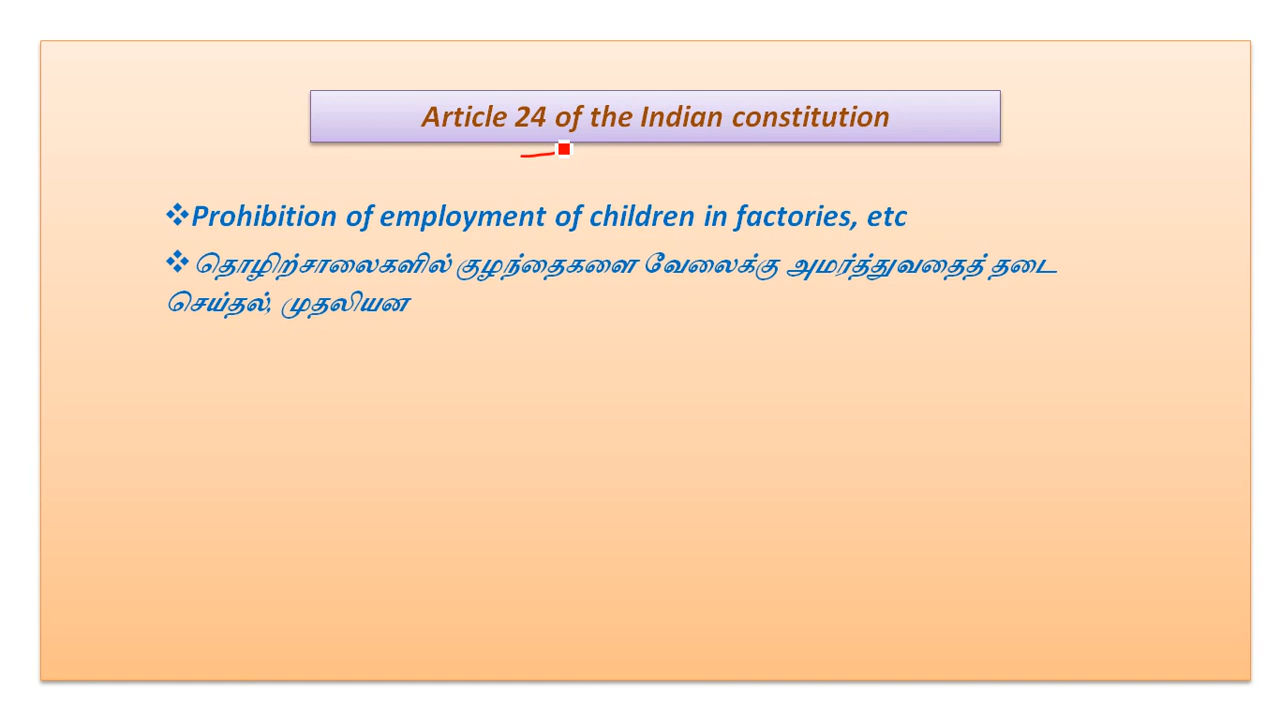 Article 24 of the Indian constitution
❖Prohibition of employment of children in factories, etc
❖ தொழிற்சாலைகளில் குழந்தைகளை வேலைக்கு அமர்த்துவதைத் தடை
செய்தல், முதலியன